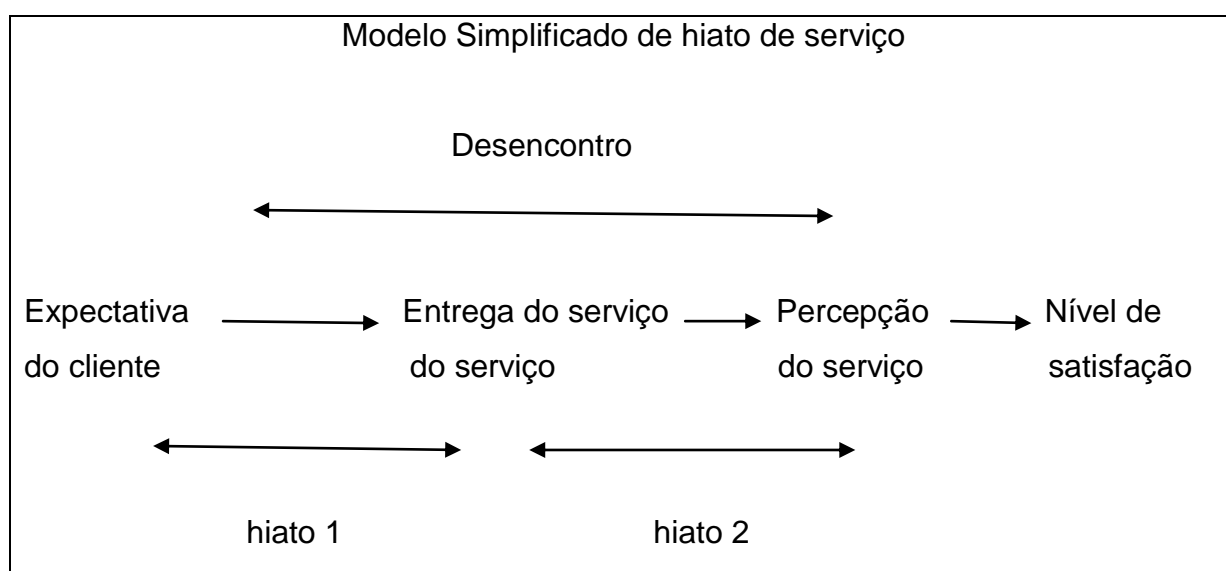 Modelo Simplificado de hiato de serviço
Desencontro
Expectativa Entrega do serviço Percepção Nível de
do cliente do serviço do serviço satisfação
hiato 1 hiato 2